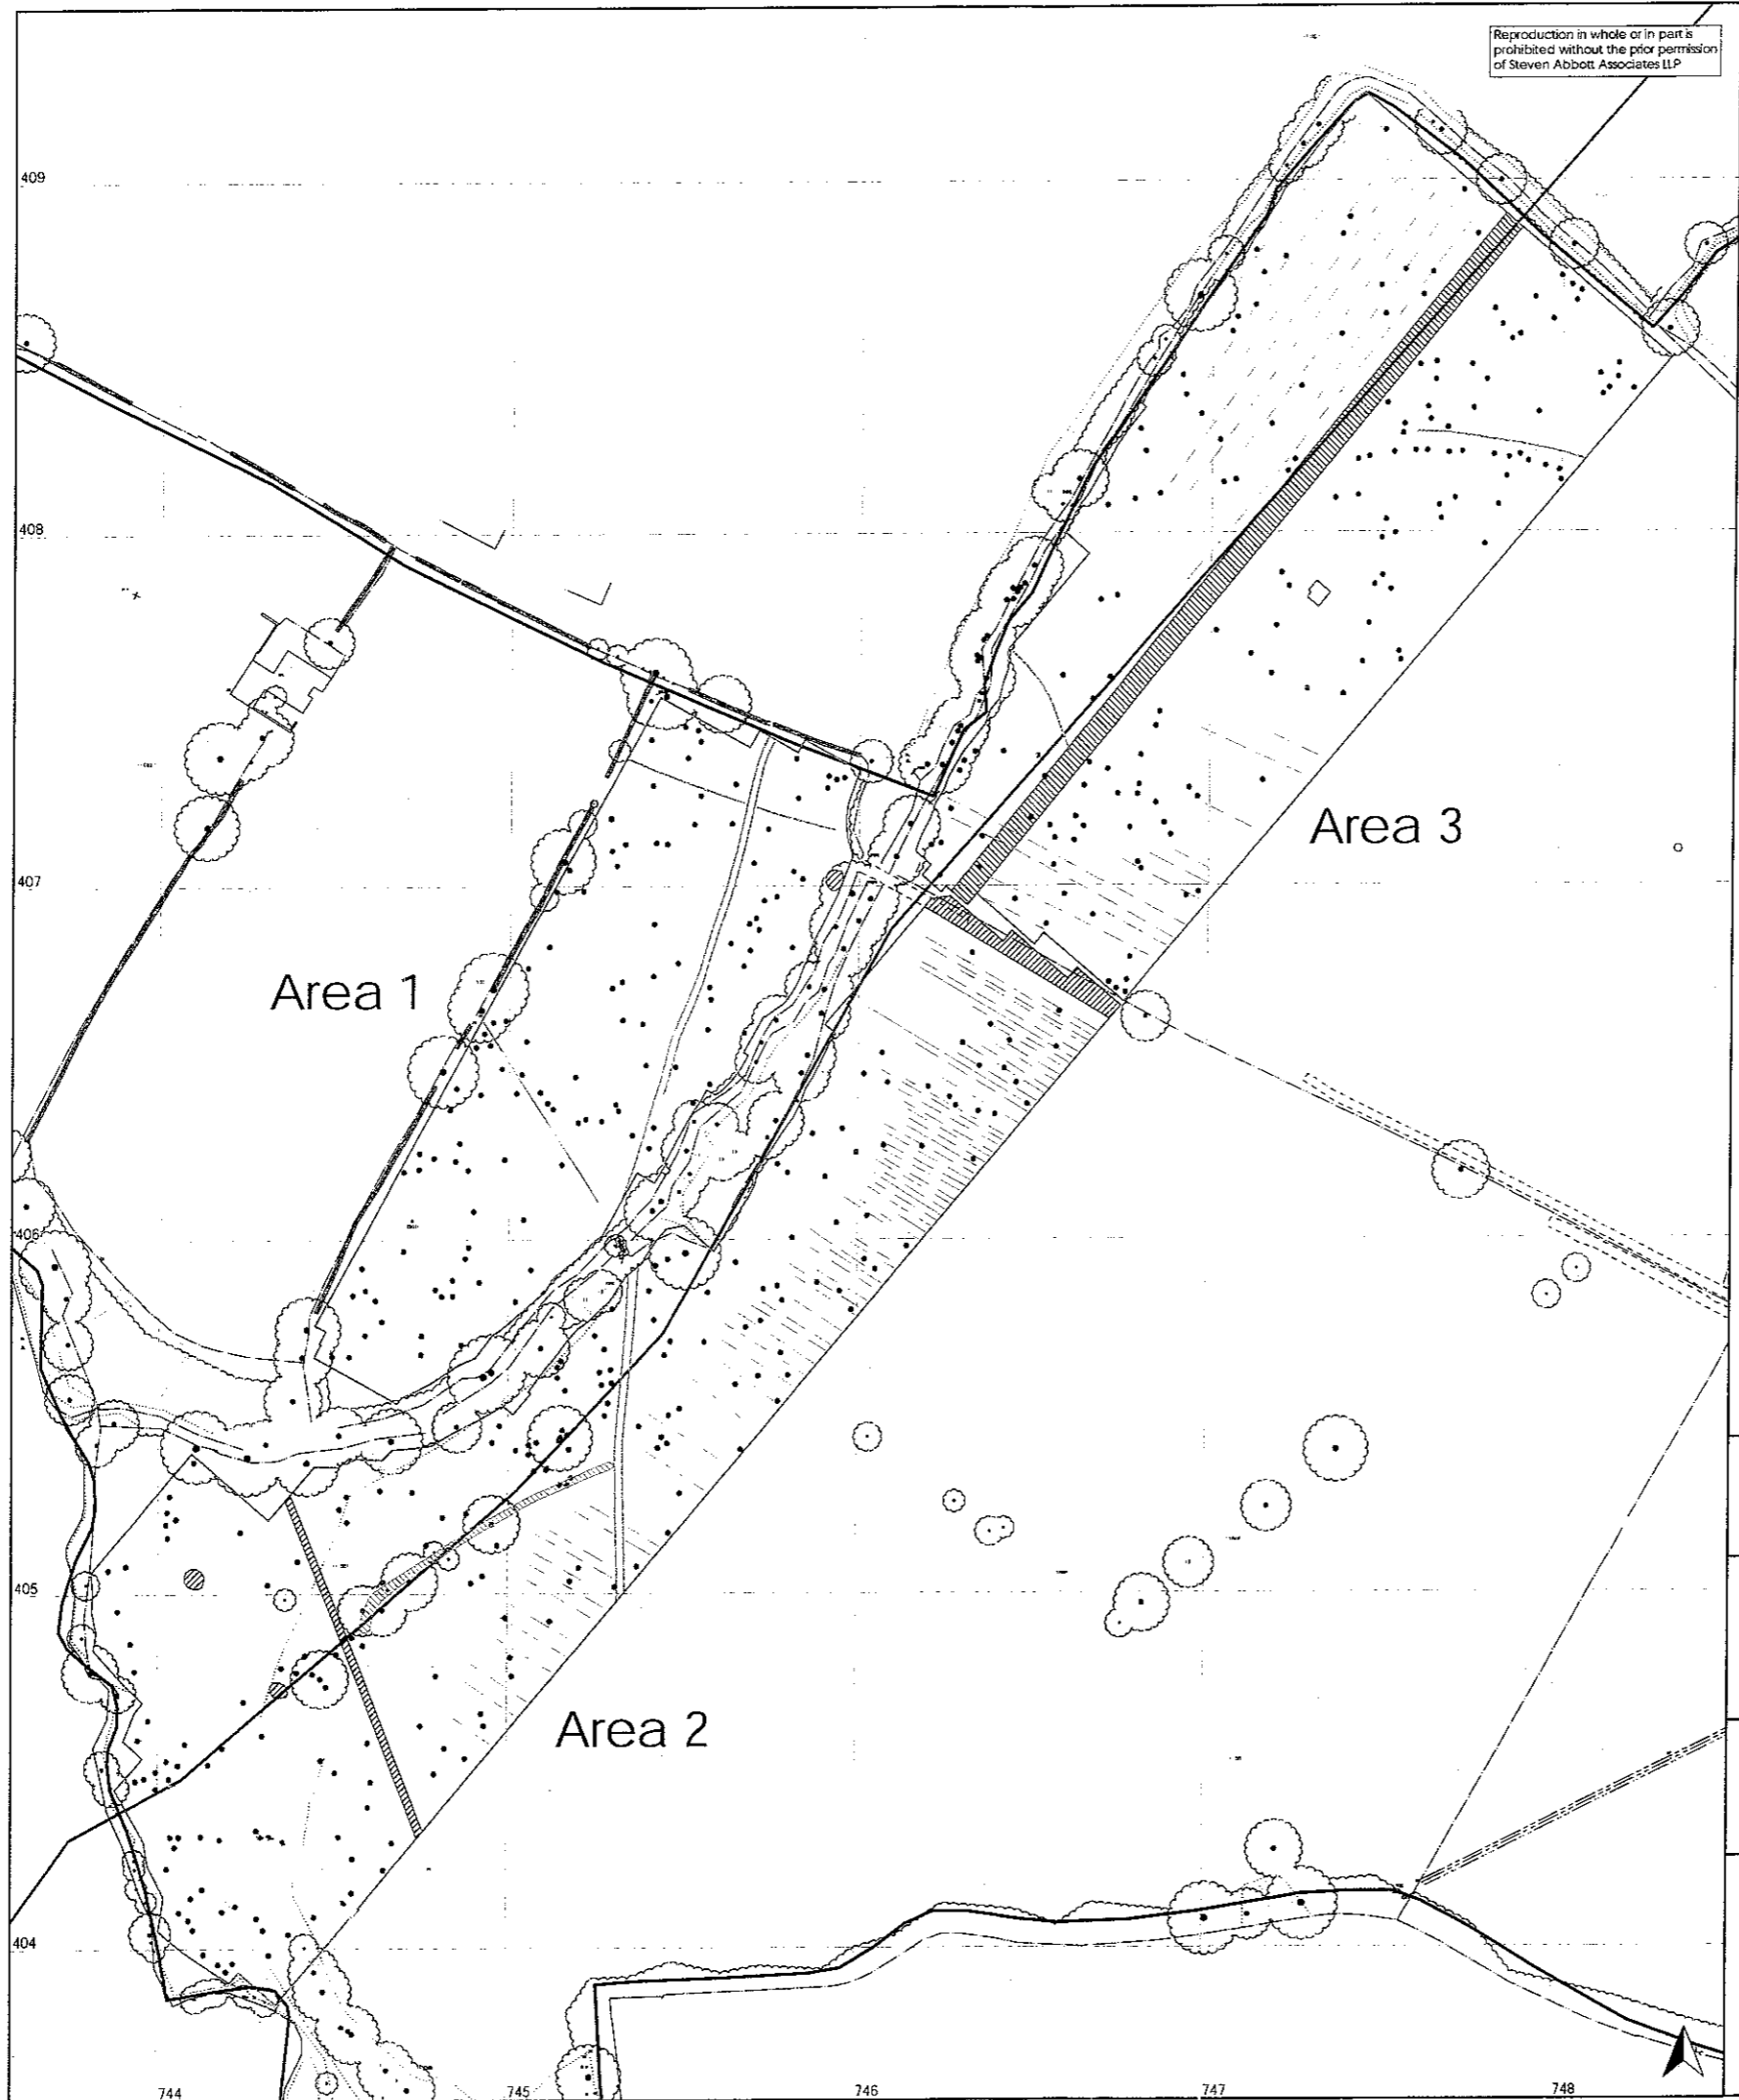 Reproduction in whole or in part is
prohibited without the prior permission
of Steven Abbott Associates LLP
409
408
407
Area 3
Area 1
406
405
Area 2
404
744
745
746
747
748